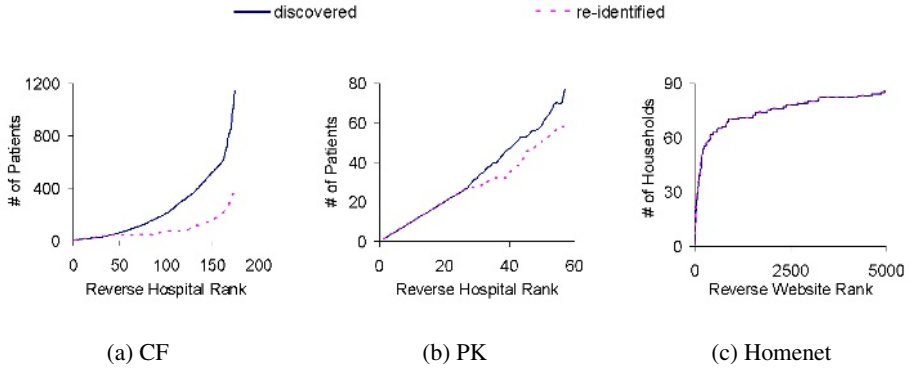 discovered re-identified
1200
800
400
0
# of Patients
0 50 100 150 200
Reverse Hospital Rank
80
60
40
20
0
# of Patients
0 20 40 60
Reverse Hospital Rank
90
60
30
0
# of Households
0 2500 5000
Reverse Website Rank
(a) CF
(b) PK
(c) Homenet